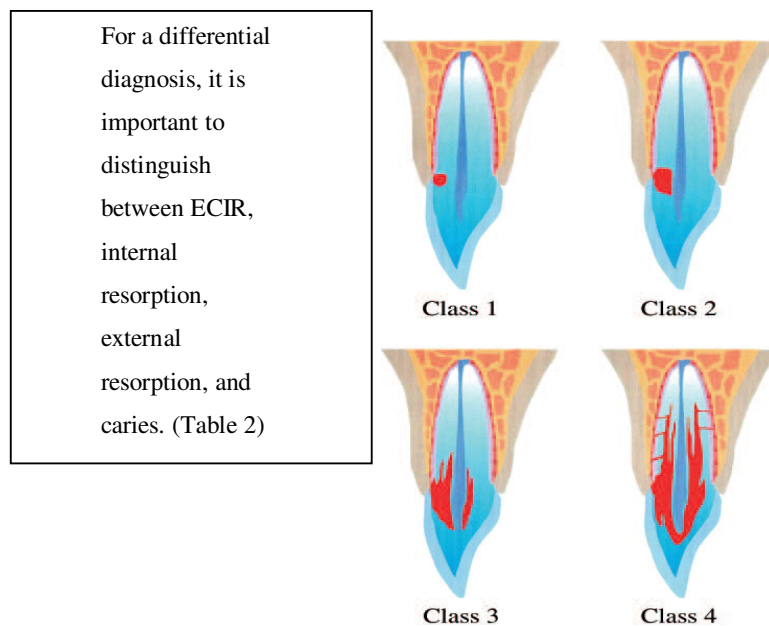 For a differential
diagnosis, it is
important to
distinguish
between ECIR,
internal
resorption,
external
resorption, and
caries. (Table 2)
Class 1
Class 2
Class 3
Class 4